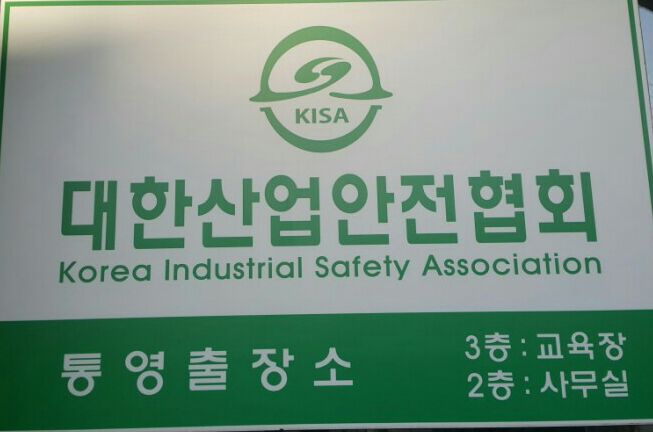 KISA
대한산업안전협회
Korea Industrial Safety Association
통영출장소
3층 : 교육장
2층 : 사무실